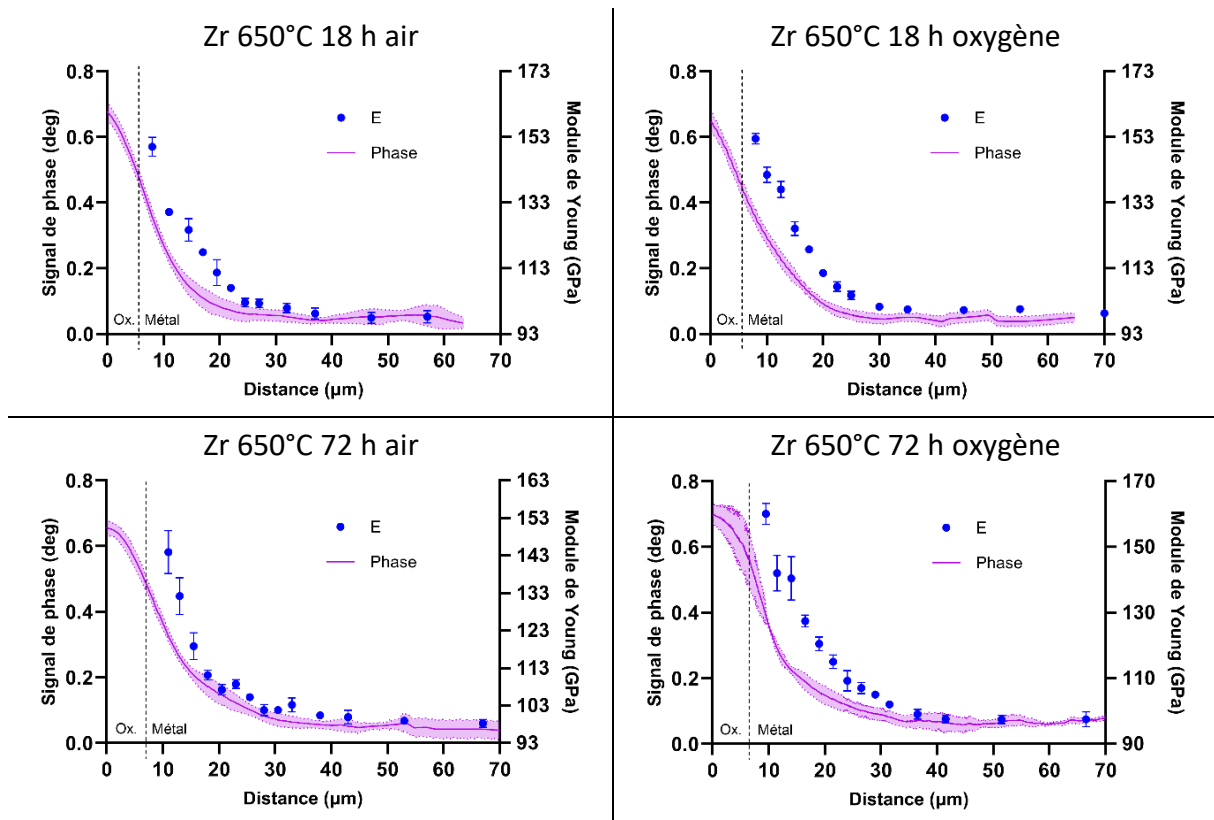 Zr 650°C 18 h air
Signal de phase (deg)
0.8
0.6
0.4
0.2
0.0
173
153
133
113
93
Module de Young (GPa)
E
Phase
Ox. Métal
0 10 20 30 40 50 60 70
Distance (µm)
Zr 650°C 18 h oxygène
Signal de phase (deg)
0.8
0.6
0.4
0.2
0.0
173
153
133
113
93
Module de Young (GPa)
E
Phase
Ox. Métal
0 10 20 30 40 50 60 70
Distance (µm)
Zr 650°C 72 h air
Signal de phase (deg)
0.8
0.6
0.4
0.2
0.0
163
153
143
133
123
113
103
93
Module de Young (GPa)
E
Phase
Ox. Métal
0 10 20 30 40 50 60 70
Distance (µm)
Zr 650°C 72 h oxygène
Signal de phase (deg)
0.8
0.6
0.4
0.2
0.0
170
150
130
110
90
Module de Young (GPa)
E
Phase
Ox. Métal
0 10 20 30 40 50 60 70
Distance (µm)